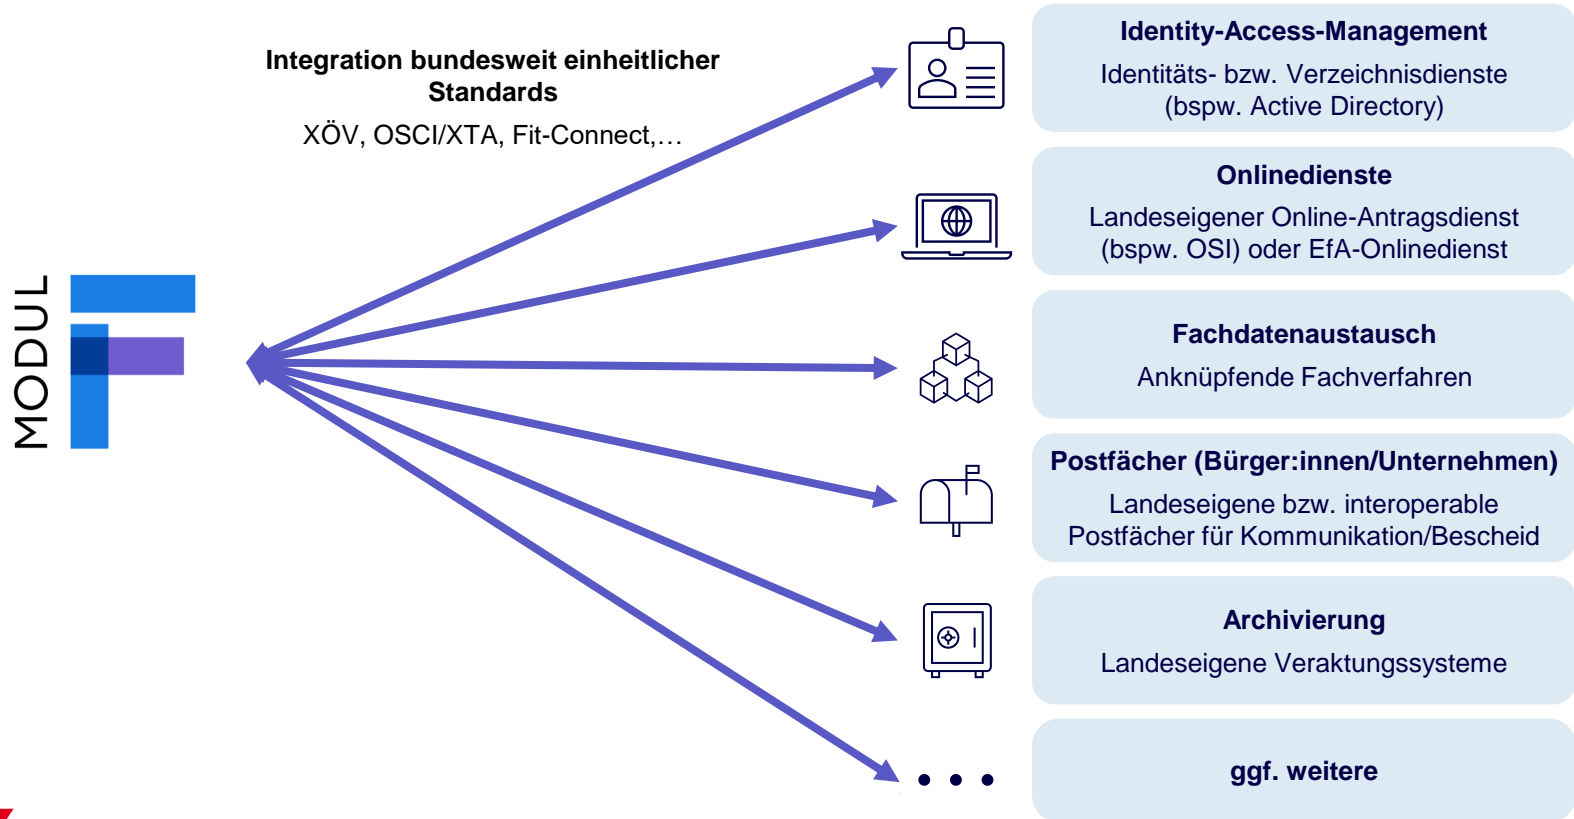 Integration bundesweit einheitlicher
Standards
XÖV, OSCI/XTA, Fit-Connect,…
MODUL
Identity-Access-Management
Identitäts- bzw. Verzeichnisdienste
(bspw. Active Directory)
Onlinedienste
Landeseigener Online-Antragsdienst
(bspw. OSI) oder EfA-Onlinedienst
Fachdatenaustausch
Anknüpfende Fachverfahren
Postfächer (Bürger:innen/Unternehmen)
Landeseigene bzw. interoperable
Postfächer für Kommunikation/Bescheid
Archivierung
Landeseigene Veraktungssysteme
ggf. weitere